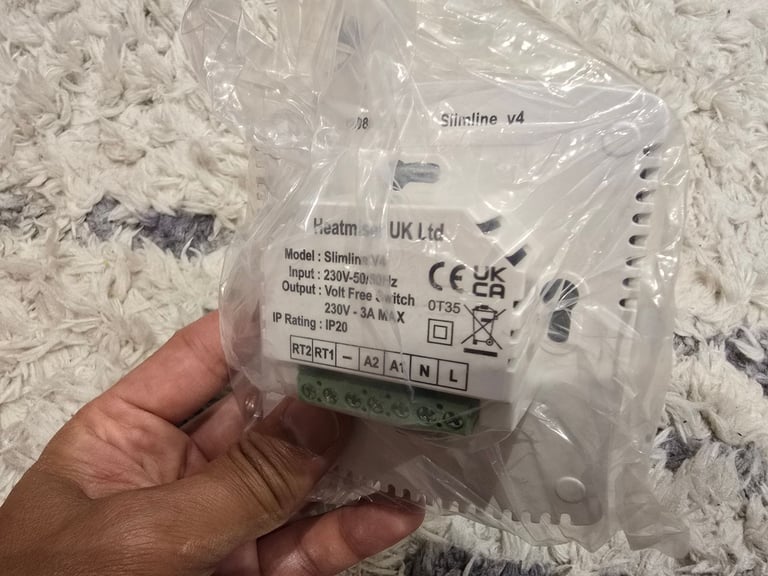 Slimline v4
Heatmiser UK Ltd
Model : Slimline V4
Input : 230V-50/60Hz
Output : Volt Free Switch
230V - 3A MAX
IP Rating : IP20
CE UK CA
0T35
RT2 RT1 – A2 A1 N L